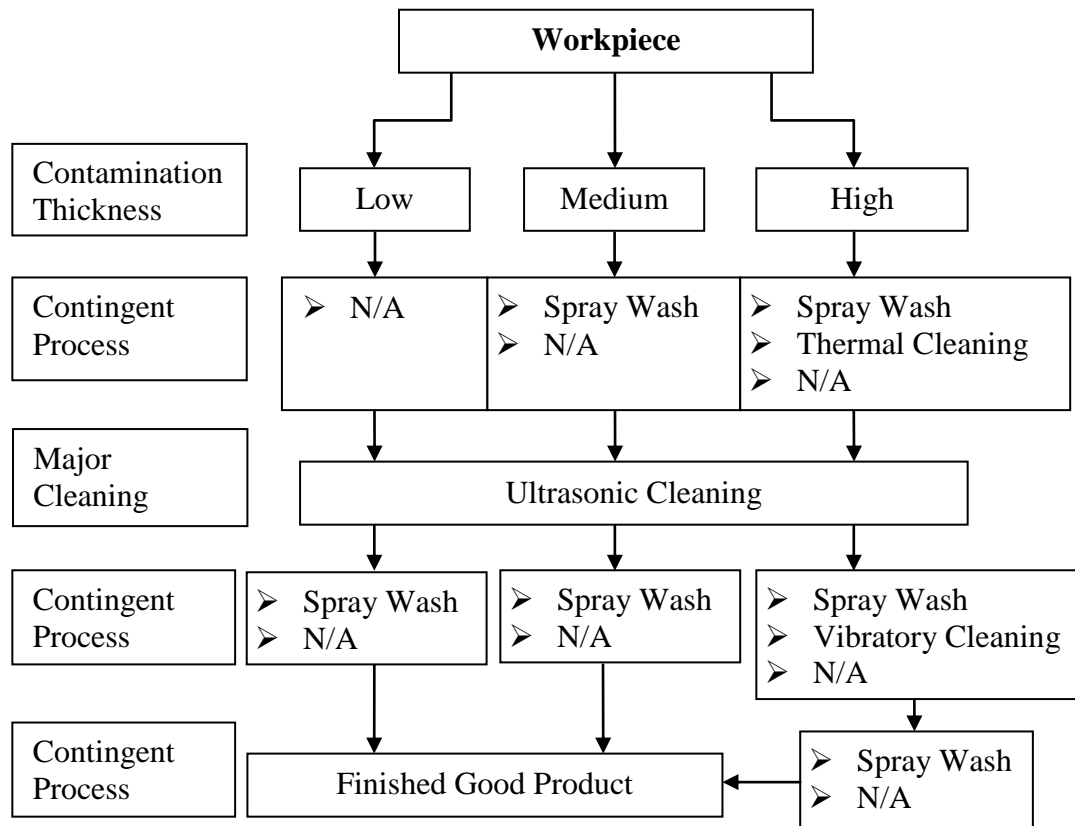 Workpiece
Contamination
Thickness
Low
Medium
High
Contingent
Process
➢ N/A
➢ Spray Wash
➢ N/A
➢ Spray Wash
➢ Thermal Cleaning
➢ N/A
Major
Cleaning
Ultrasonic Cleaning
Contingent
Process
➢ Spray Wash
➢ N/A
➢ Spray Wash
➢ N/A
➢ Spray Wash
➢ Vibratory Cleaning
➢ N/A
Contingent
Process
Finished Good Product
➢ Spray Wash
➢ N/A